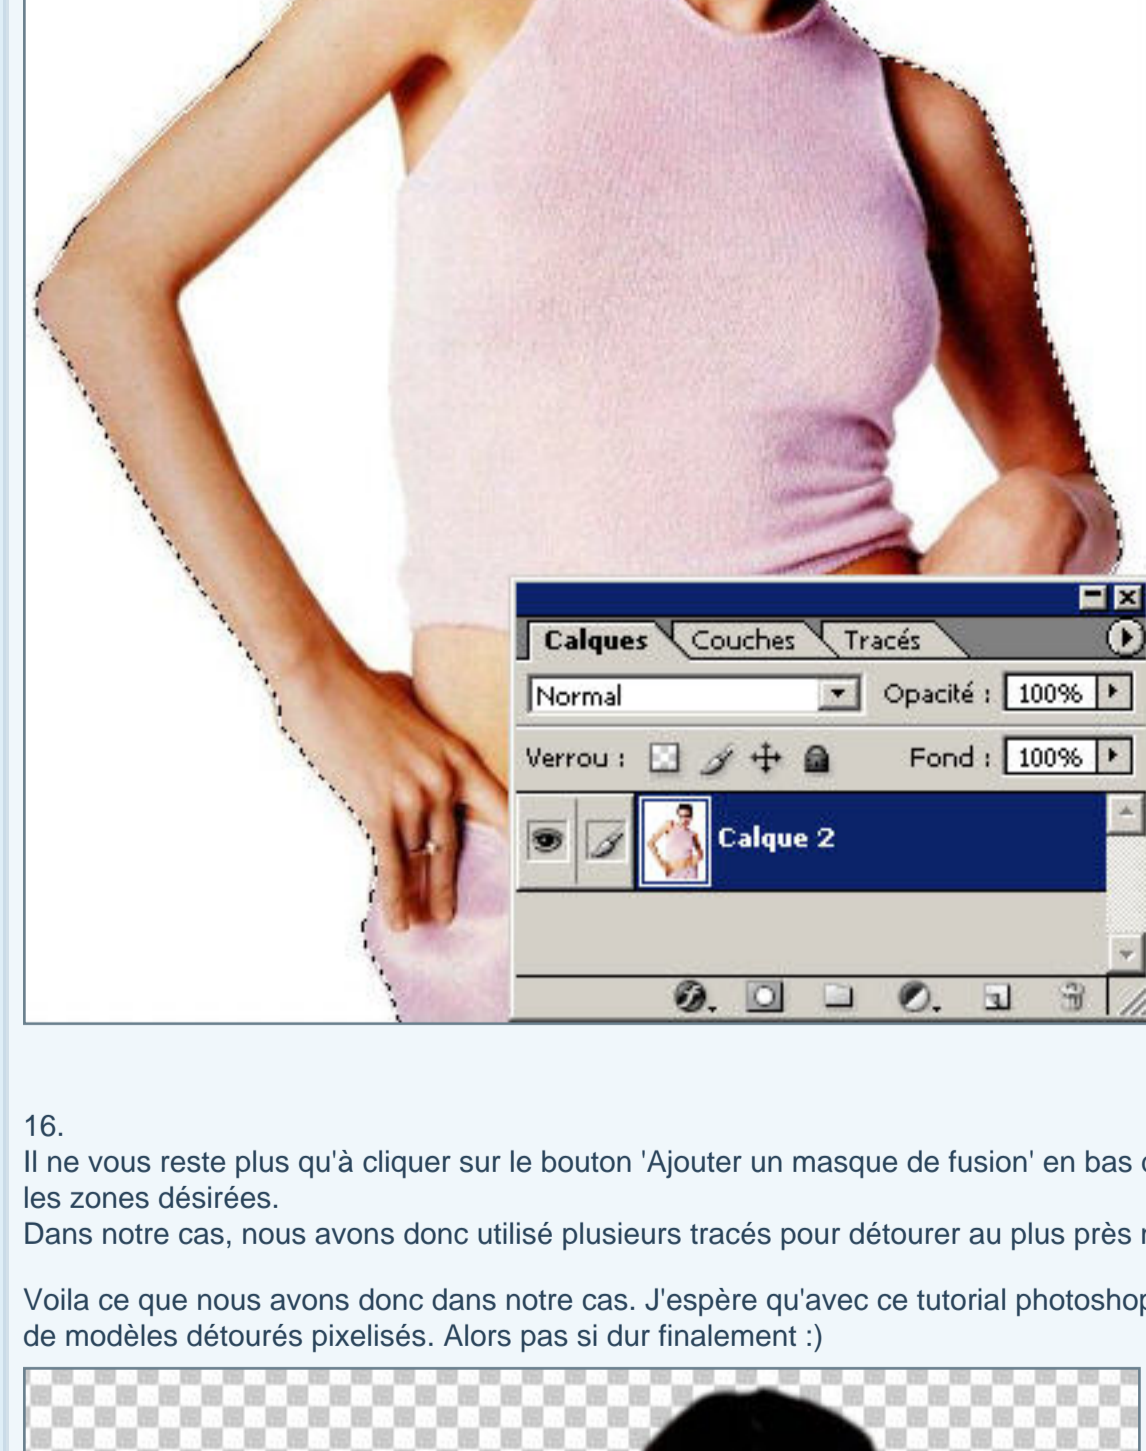 Calques Couches Tracés
Normal Opacité : 100%
Verrou : Fond : 100%
Calque 2
16.
Il ne vous reste plus qu'à cliquer sur le bouton 'Ajouter un masque de fusion' en bas
les zones désirées.
Dans notre cas, nous avons donc utilisé plusieurs tracés pour détourer au plus près
Voila ce que nous avons donc dans notre cas. J'espère qu'avec ce tutorial photoshop
de modèles détourés pixelisés. Alors pas si dur finalement :)